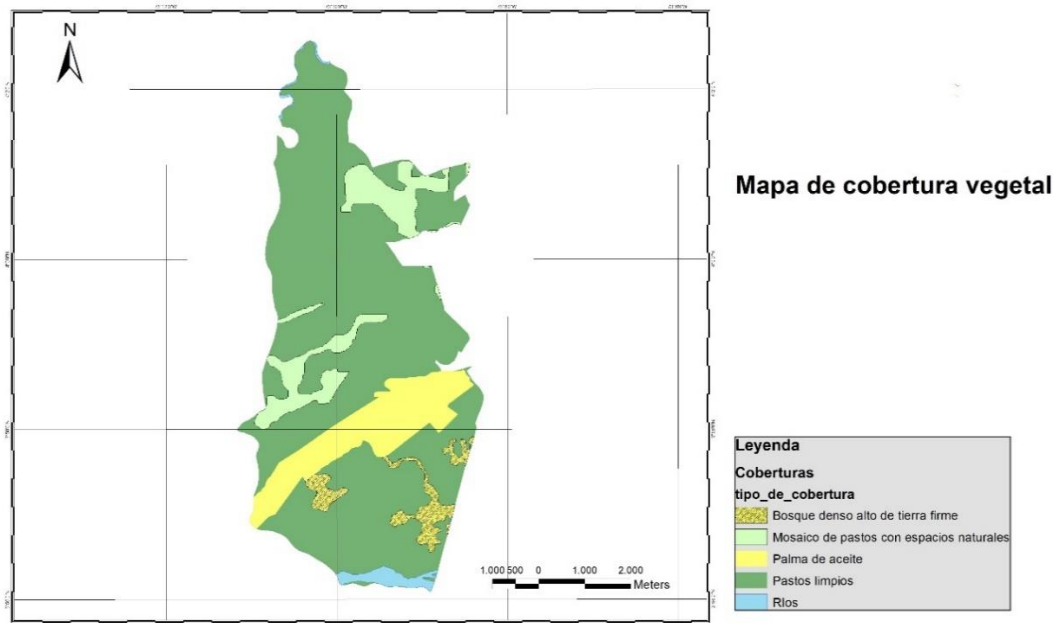 N
Mapa de cobertura vegetal
Leyenda
Coberturas
tipo_de_cobertura
Bosque denso alto de tierra firme
Mosaico de pastos con espacios naturales
Palma de aceite
Pastos limpios
RIos
1.000 500 0 1.000 2.000
Meters